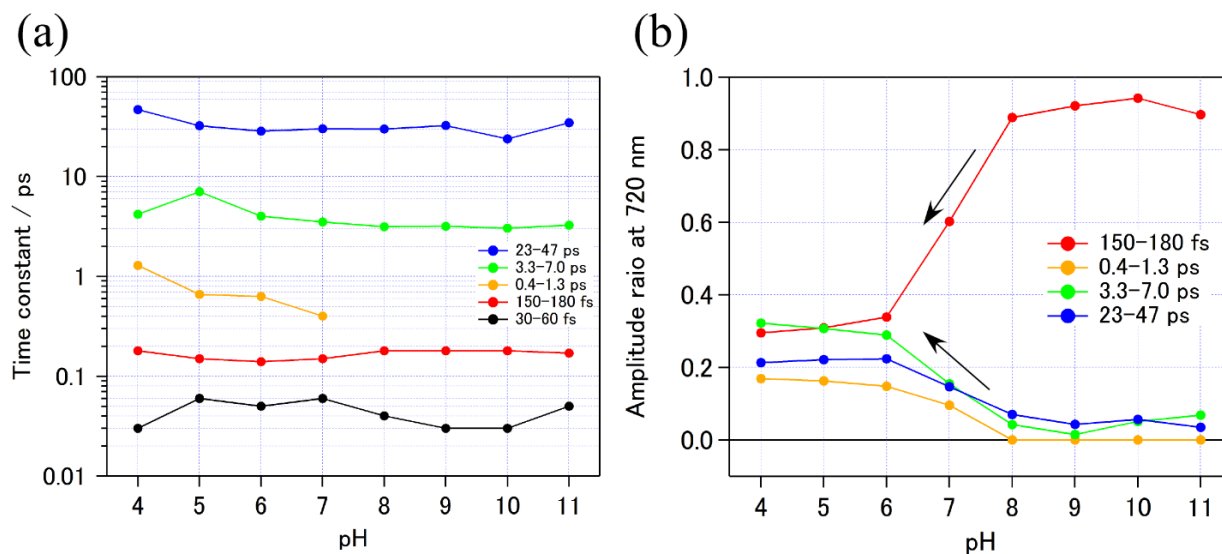 (a)
(b)
Time constant / ps
100
10
1
0.1
0.01
4 5 6 7 8 9 10 11
pH
23–47 ps
3.3–7.0 ps
0.4–1.3 ps
150–180 fs
30–60 fs
Amplitude raio at 720 nm
1.0
0.8
0.6
0.4
0.2
0.0
4 5 6 7 8 9 10 11
pH
150–180 fs
0.4–1.3 ps
3.3–7.0 ps
23–47 ps